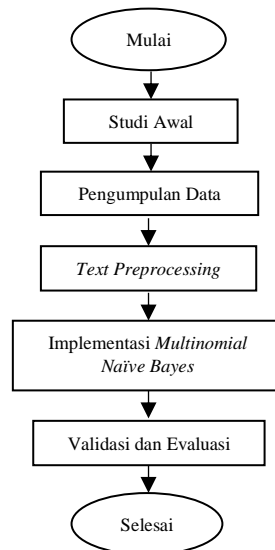 Mulai
Studi Awal
Pengumpulan Data
Text Preprocessing
Implementasi Multinomial
Naïve Bayes
Validasi dan Evaluasi
Selesai